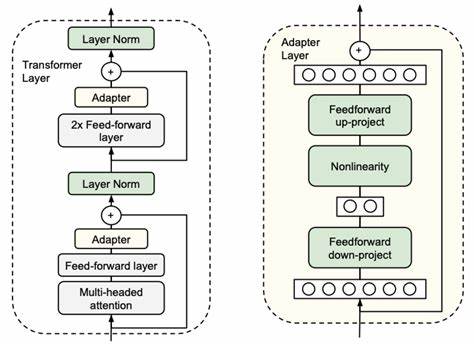 Layer Norm
Transformer
Layer
+
Adapter
2x Feed-forward
layer
Layer Norm
+
Adapter
Feed-forward layer
Multi-headed
attention
Adapter
Layer
+
Feedforward
up-project
Nonlinearity
Feedforward
down-project